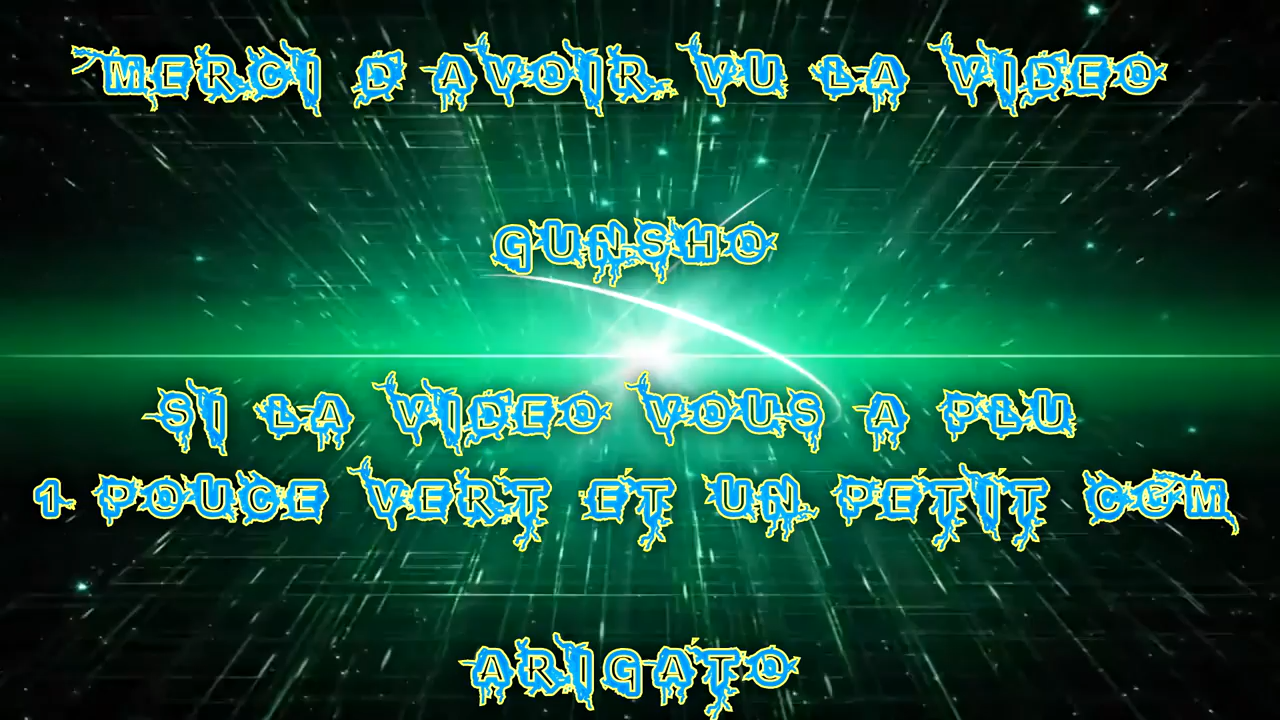 MERCI D AVOIR VU LA VIDEO
GUNSHO
SI LA VIDEO VOUS A PLU
1 POUCE VERT ET UN PETIT COM
ARIGATO